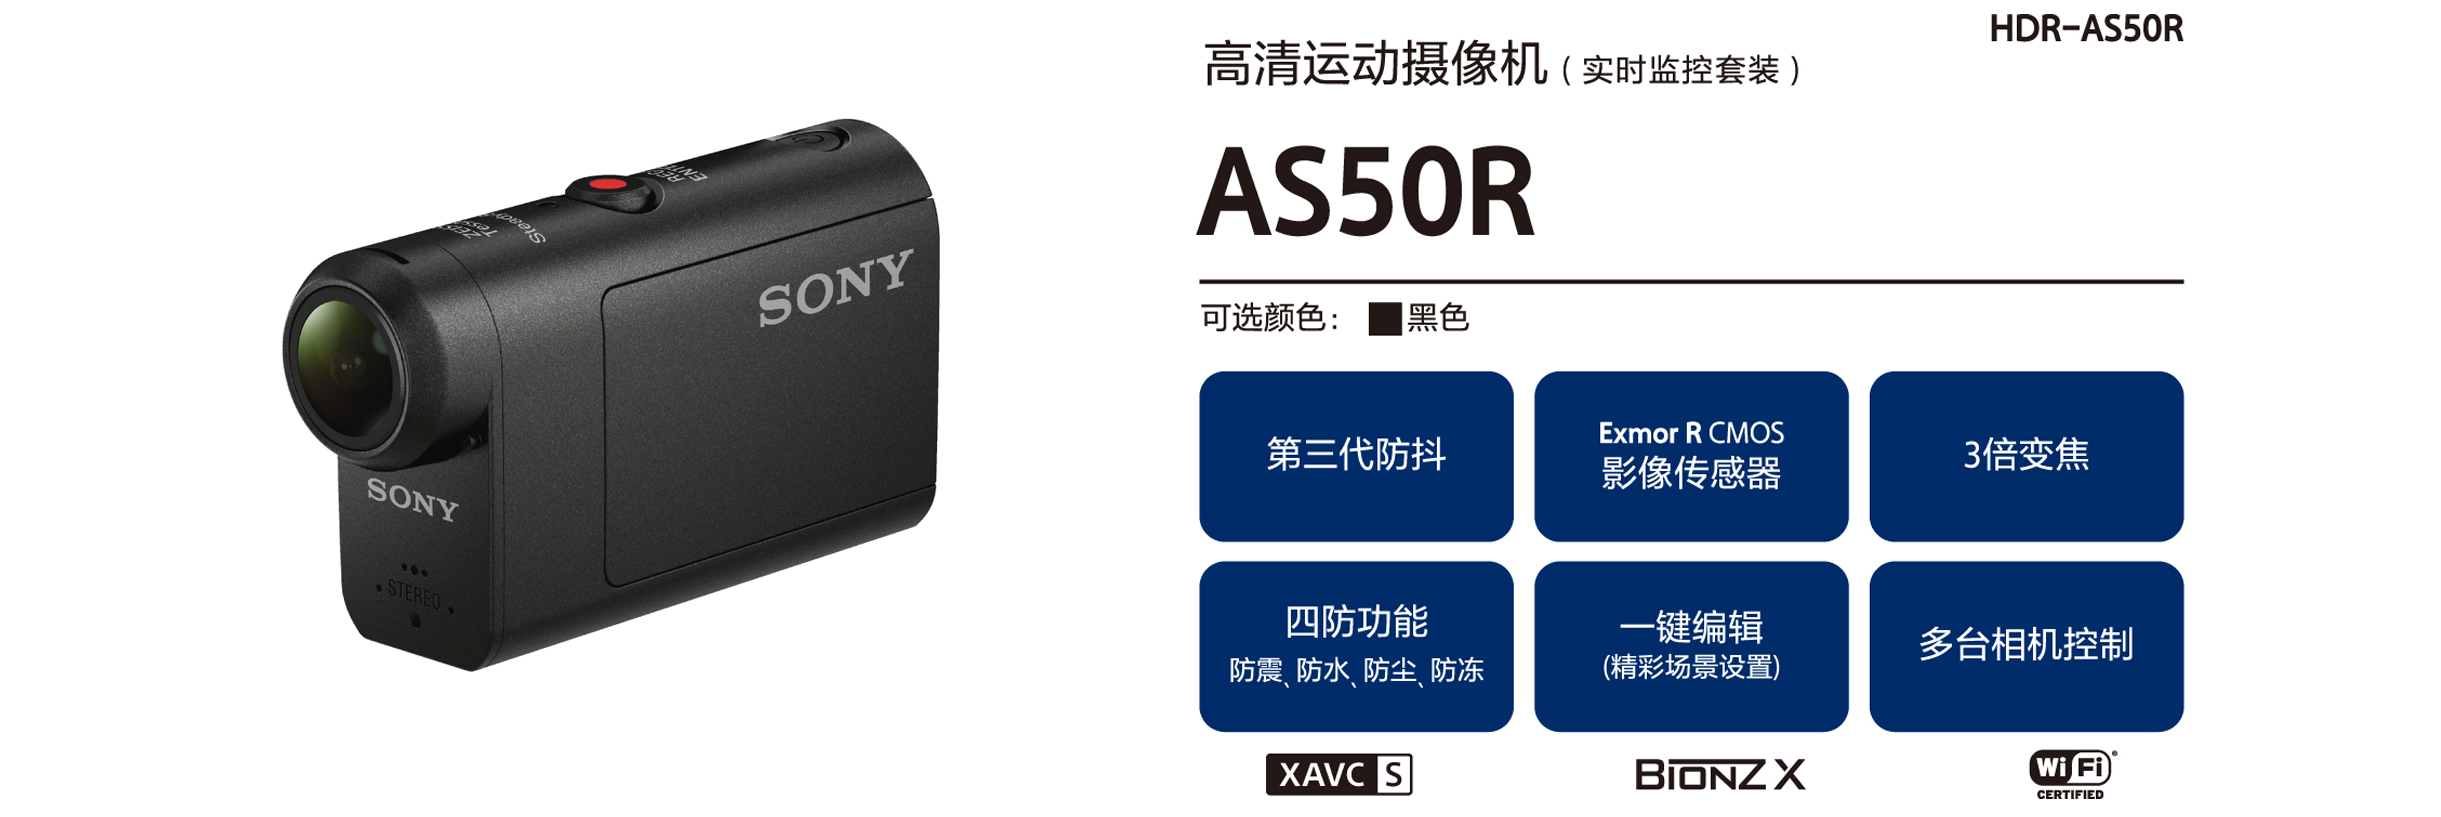 HDR-AS50R
高清运动摄像机（实时监控套装）
AS50R
可选颜色：■黑色
第三代防抖
Exmor R CMOS
影像传感器
3倍变焦
四防功能
防震、防水、防尘、防冻
一键编辑
(精彩场景设置)
多台相机控制
XAVC S
BIONZ X
Wi Fi®
CERTIFIED
SONY
SONY
STEREO